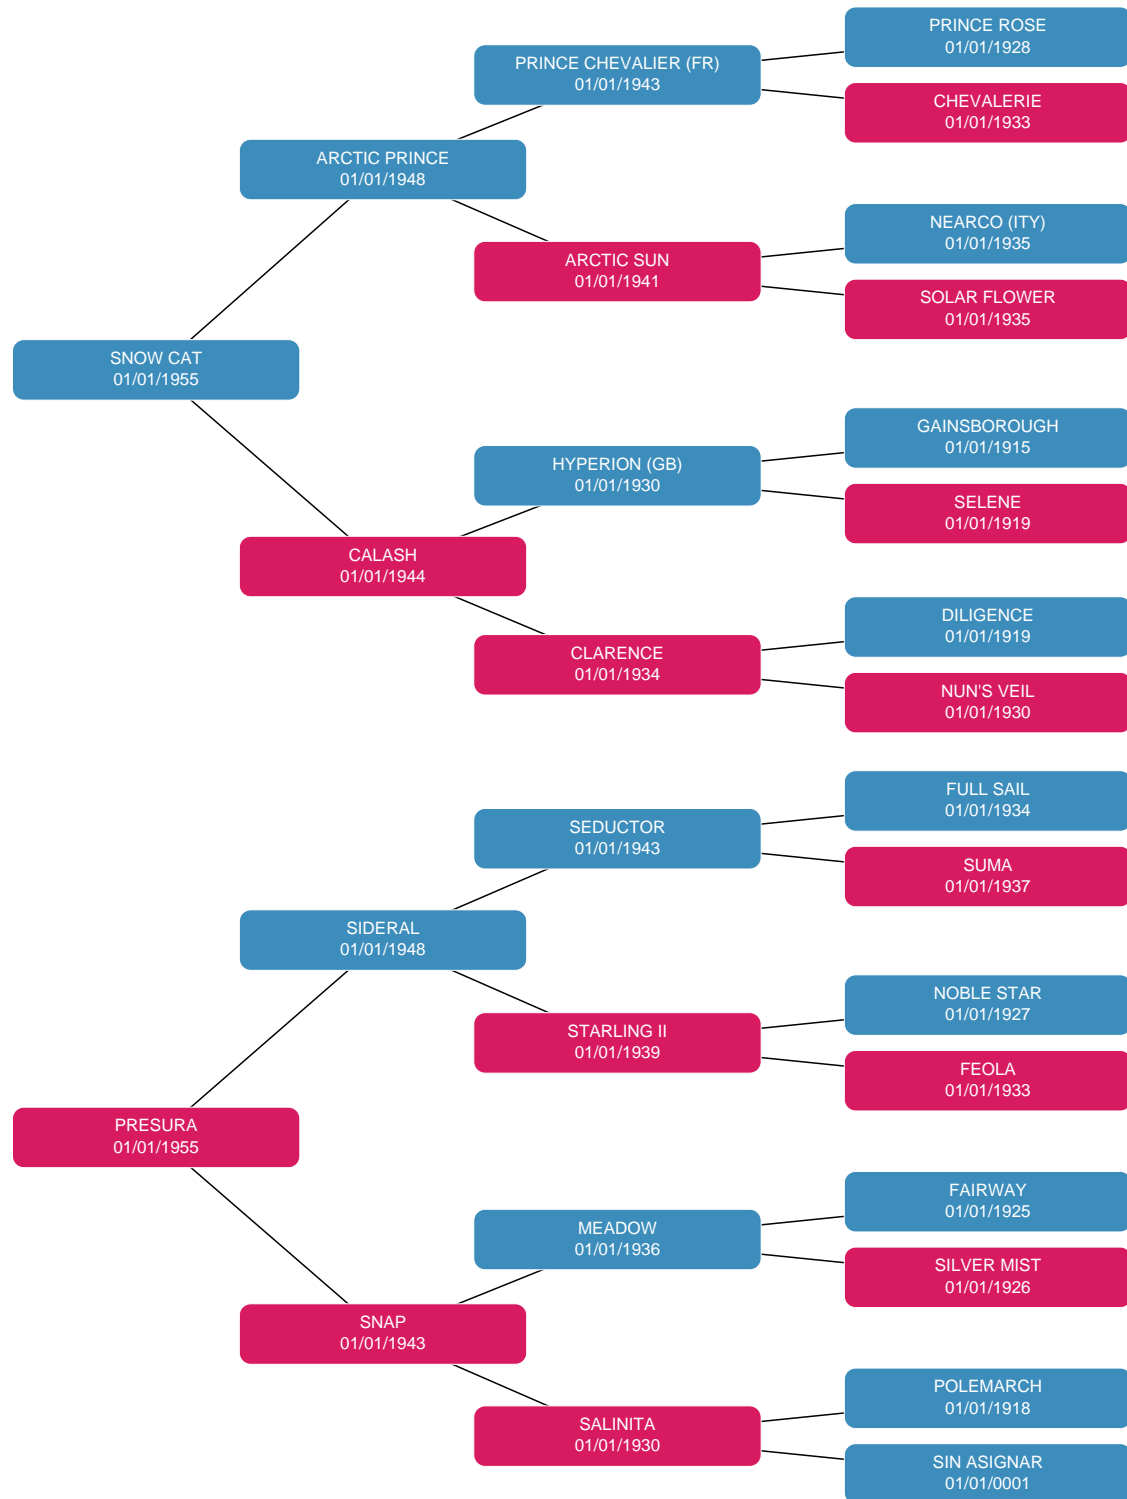 PRINCE ROSE
01/01/1928
PRINCE CHEVALIER (FR)
01/01/1943
CHEVALERIE
01/01/1933
ARCTIC PRINCE
01/01/1948
NEARCO (ITY)
01/01/1935
ARCTIC SUN
01/01/1941
SOLAR FLOWER
01/01/1935
SNOW CAT
01/01/1955
GAINSBOROUGH
01/01/1915
HYPERION (GB)
01/01/1930
SELENE
01/01/1919
CALASH
01/01/1944
DILIGENCE
01/01/1919
CLARENCE
01/01/1934
NUN'S VEIL
01/01/1930
FULL SAIL
01/01/1934
SEDUCTOR
01/01/1943
SUMA
01/01/1937
SIDERAL
01/01/1948
NOBLE STAR
01/01/1927
STARLING II
01/01/1939
FEOLA
01/01/1933
PRESURA
01/01/1955
FAIRWAY
01/01/1925
MEADOW
01/01/1936
SILVER MIST
01/01/1926
SNAP
01/01/1943
POLEMARCH
01/01/1918
SALINITA
01/01/1930
SIN ASIGNAR
01/01/0001